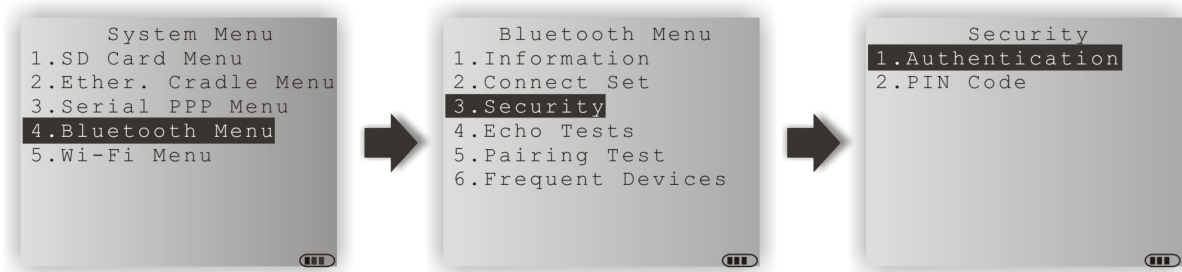 System Menu
1.SD Card Menu
2.Ether. Cradle Menu
3.Serial PPP Menu
4.Bluetooth Menu
5.Wi-Fi Menu
Bluetooth Menu
1.Information
2.Connect Set
3.Security
4.Echo Tests
5.Pairing Test
6.Frequent Devices
Security
1.Authentication
2.PIN Code